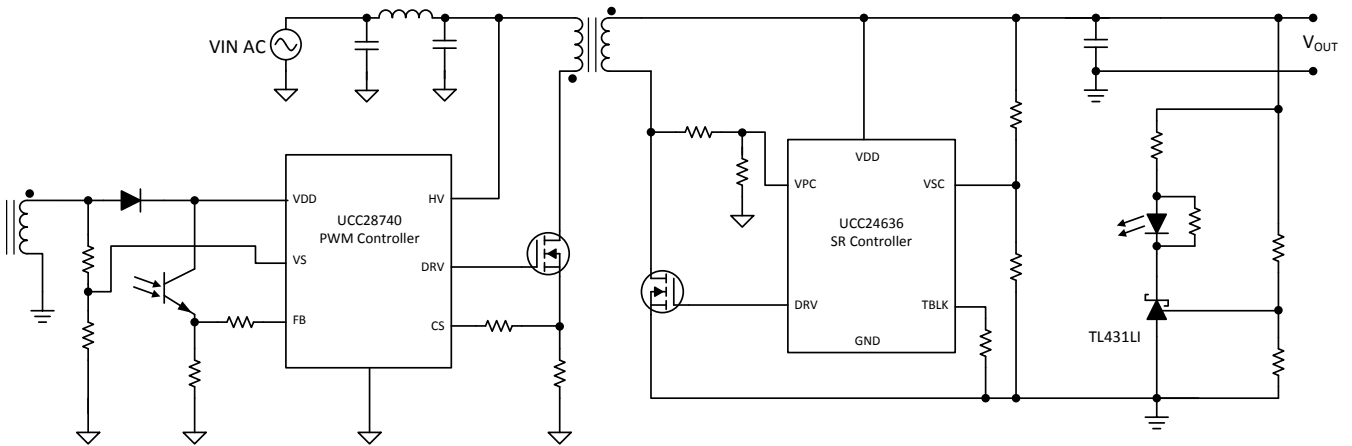 VIN AC
VOUT
VDD
HV
UCC28740
PWM Controller
VS
DRV
FB
CS
VDD
VPC
VSC
UCC24636
SR Controller
DRV
TBLK
GND
TL431LI